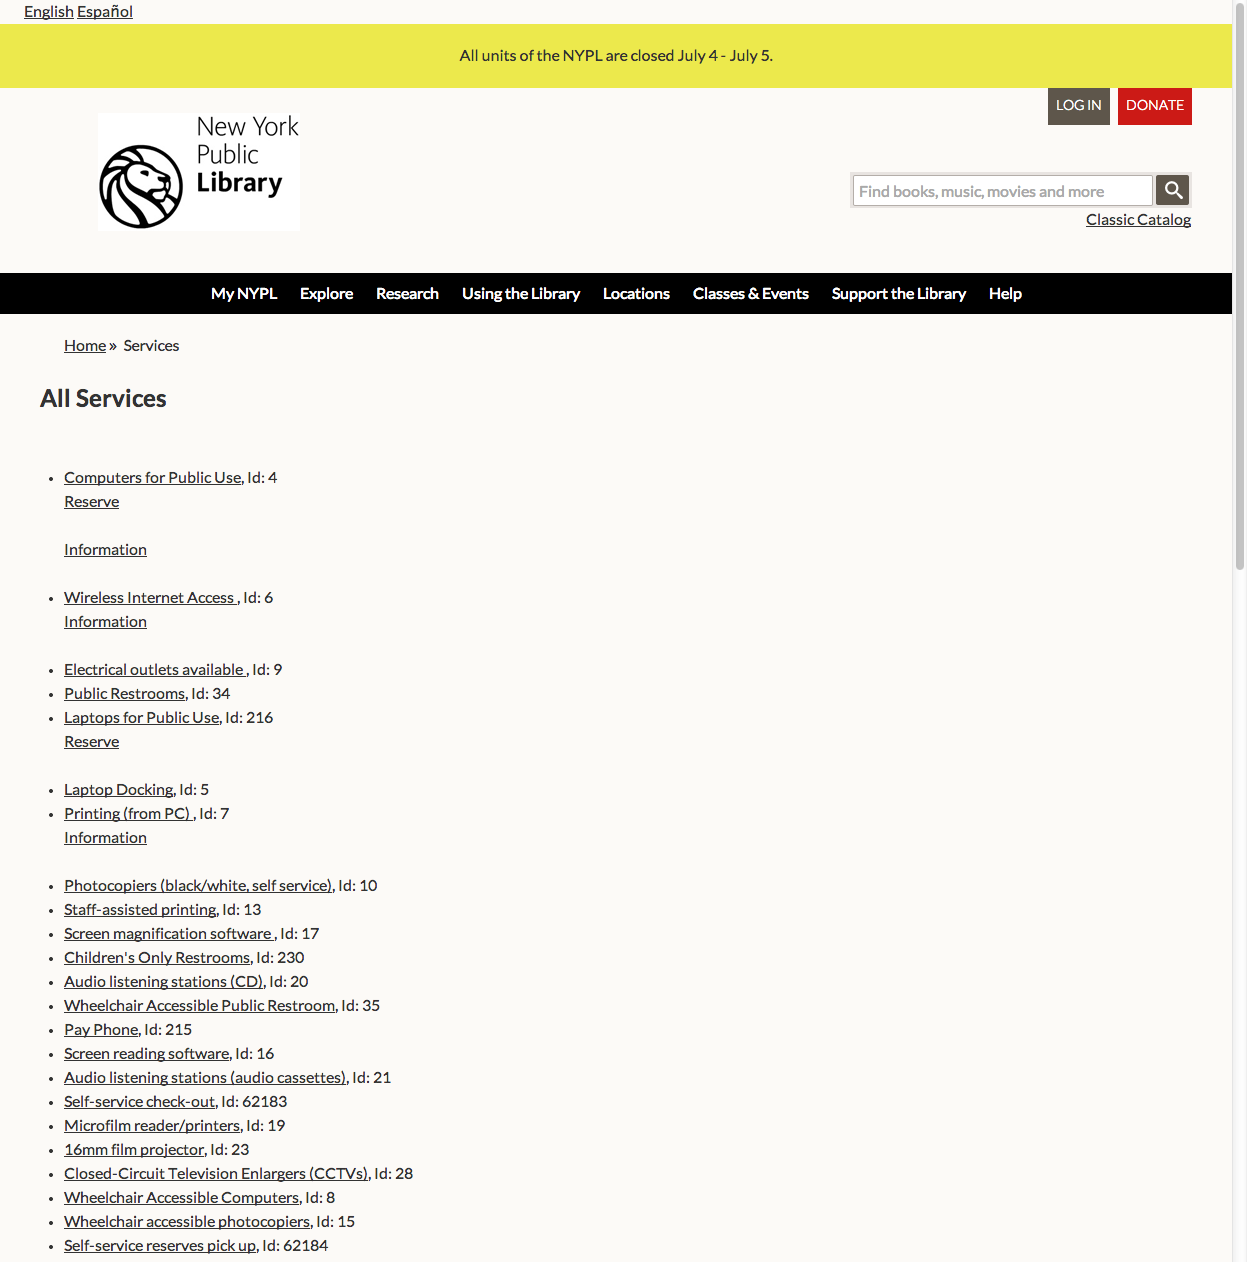 English Español
All units of the NYPL are closed July 4 - July 5.
LOG IN DONATE
New York
Public
Library
Find books, music, movies and more
Classic Catalog
My NYPL Explore Research Using the Library Locations Classes & Events Support the Library Help
Home » Services
All Services
• Computers for Public Use, Id: 4
Reserve
Information
• Wireless Internet Access , Id: 6
Information
• Electrical outlets available , Id: 9
• Public Restrooms, Id: 34
• Laptops for Public Use, Id: 216
Reserve
• Laptop Docking, Id: 5
• Printing (from PC) , Id: 7
Information
• Photocopiers (black/white, self service), Id: 10
• Staff-assisted printing, Id: 13
• Screen magnification software , Id: 17
• Children's Only Restrooms, Id: 230
• Audio listening stations (CD), Id: 20
• Wheelchair Accessible Public Restroom, Id: 35
• Pay Phone, Id: 215
• Screen reading software, Id: 16
• Audio listening stations (audio cassettes), Id: 21
• Self-service check-out, Id: 62183
• Microfilm reader/printers, Id: 19
• 16mm film projector, Id: 23
• Closed-Circuit Television Enlargers (CCTVs), Id: 28
• Wheelchair Accessible Computers, Id: 8
• Wheelchair accessible photocopiers, Id: 15
• Self-service reserves pick up, Id: 62184